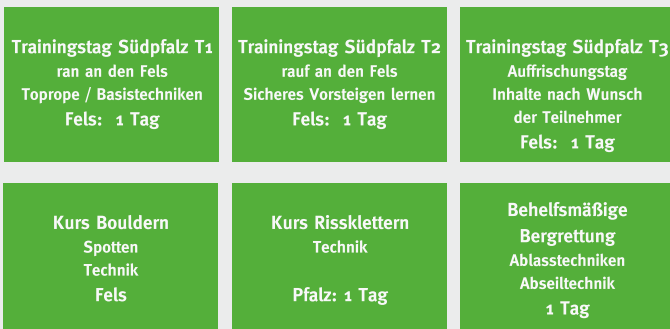 Trainingstag Südpfalz T1
ran an den Fels
Toprope / Basistechniken
Fels: 1 Tag
Trainingstag Südpfalz T2
rauf an den Fels
Sicheres Vorsteigen lernen
Fels: 1 Tag
Trainingstag Südpfalz T3
Auffrischungstag
Inhalte nach Wunsch
der Teilnehmer
Fels: 1 Tag
Kurs Bouldern
Spotten
Technik
Fels
Kurs Rissklettern
Technik
Pfalz: 1 Tag
Behelfsmäßige
Bergrettung
Ablasstechniken
Abseiltechnik
1 Tag